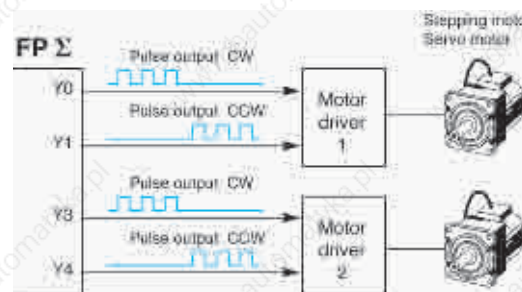 Stepping moto
Servo motor
FP Σ
Pulse output CW
Y0
Pulse output CCW
Motor
driver
1
Y1
Pulse output CW
Y3
Pulse output CCW
Motor
driver
2
Y4